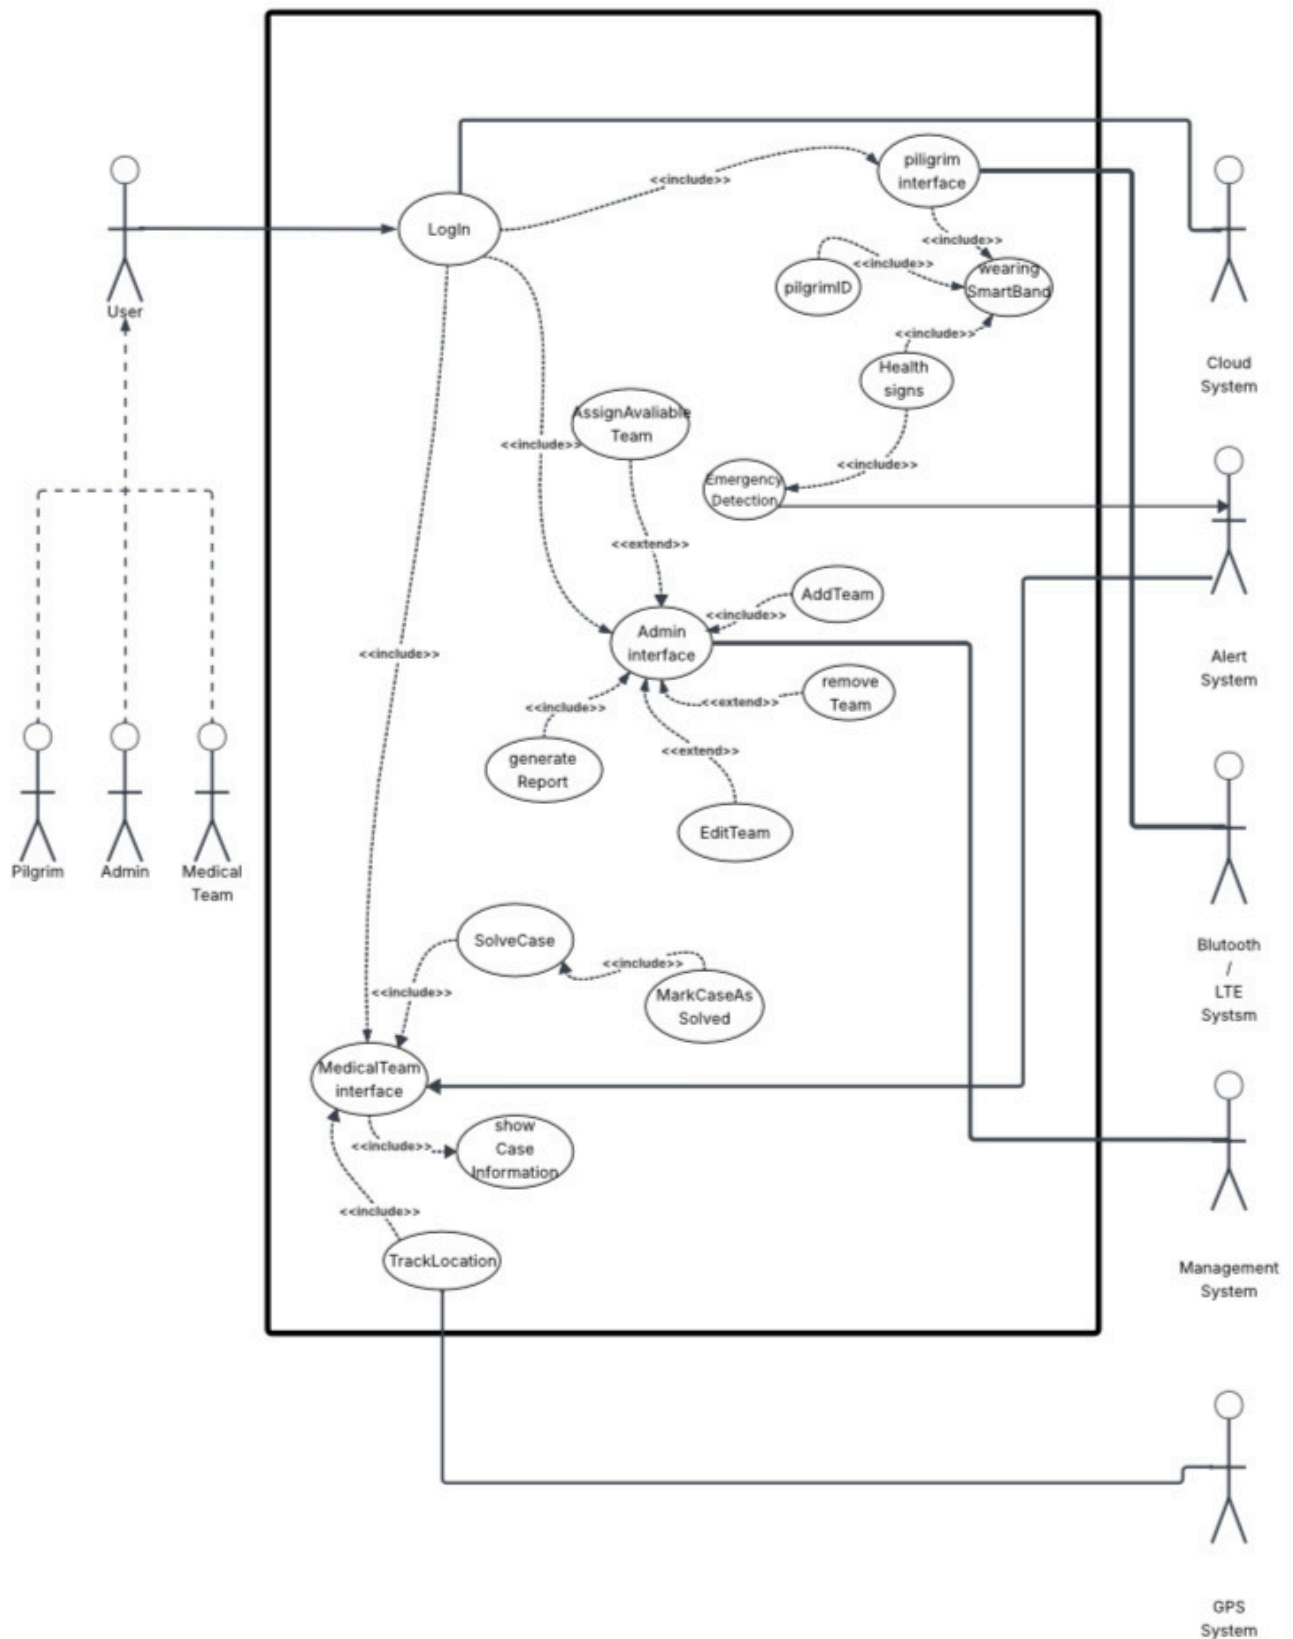 piligrim
interface
<<include>>
LogIn
<<include>>
wearing
SmartBand
<<include>>
pilgrimID
User
<<include>>
Health
signs
Cloud
System
AssignAvaliable
Team
<<include>>
<<include>>
Emergency
Detection
<<extend>>
AddTeam
<<include>>
Admin
interface
<<include>>
Alert
System
remove
Team
<<extend>>
<<include>>
<<extend>>
generate
Report
EditTeam
Pilgrim
Admin
Medical
Team
SolveCase
<<include>>
Blutooth
/
LTE
Systsm
<<include>>
MarkCaseAs
Solved
MedicalTeam
interface
show
Case
Information
<<include>>
<<include>>
TrackLocation
Management
System
GPS
System